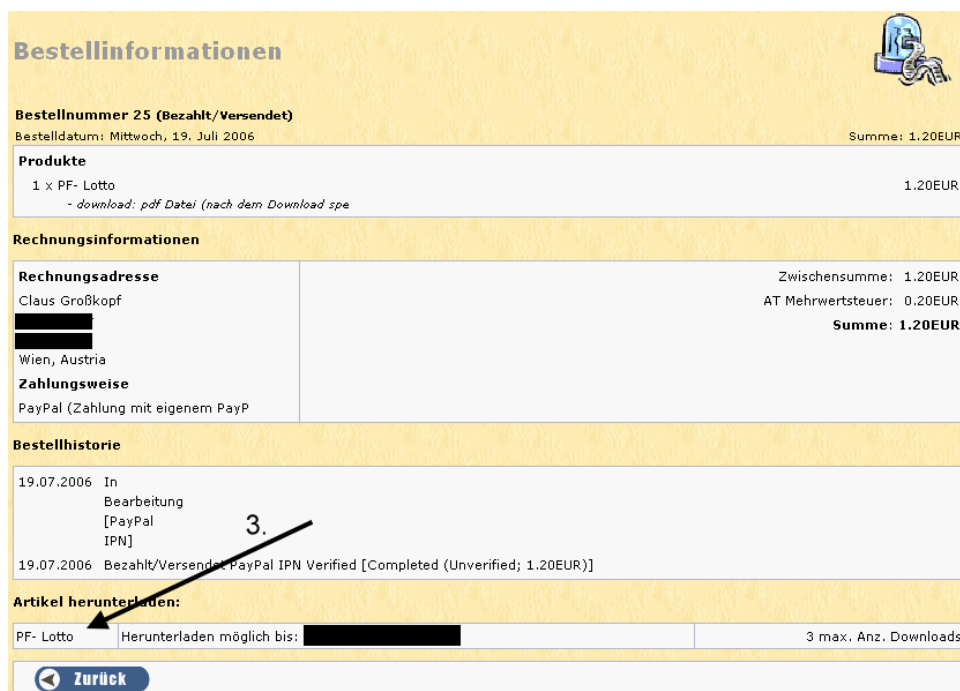 Bestellinformationen
Bestellnummer 25 (Bezahlt/Versendet)
Bestelldatum: Mittwoch, 19. Juli 2006 Summe: 1.20EUR
Produkte
1 x PF- Lotto 1.20EUR
- download: pdf Datei (nach dem Download spe
Rechnungsinformationen
Rechnungsadresse Zwischensumme: 1.20EUR
Claus Großkopf AT Mehrwertsteuer: 0.20EUR
Summe: 1.20EUR
Wien, Austria
Zahlungsweise
PayPal (Zahlung mit eigenem PayP
Bestellhistorie
19.07.2006 In
Bearbeitung
[PayPal
IPN]
3.
19.07.2006 Bezahlt/Versendet PayPal IPN Verified [Completed (Unverified; 1.20EUR)]
Artikel herunterladen:
PF- Lotto Herunterladen möglich bis: 3 max. Anz. Downloads
Zurück